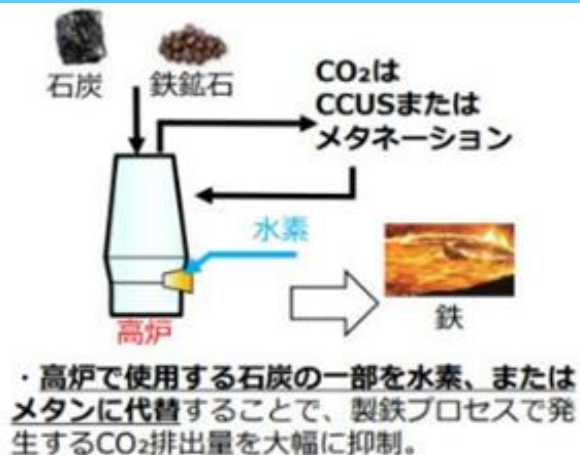 石炭
鉄鉱石
CO₂は
CCUSまたは
メタネーション
水素
高炉
鉄
・高炉で使用する石炭の一部を水素、または
メタンに代替することで、製鉄プロセスで発
生するCO₂排出量を大幅に抑制。